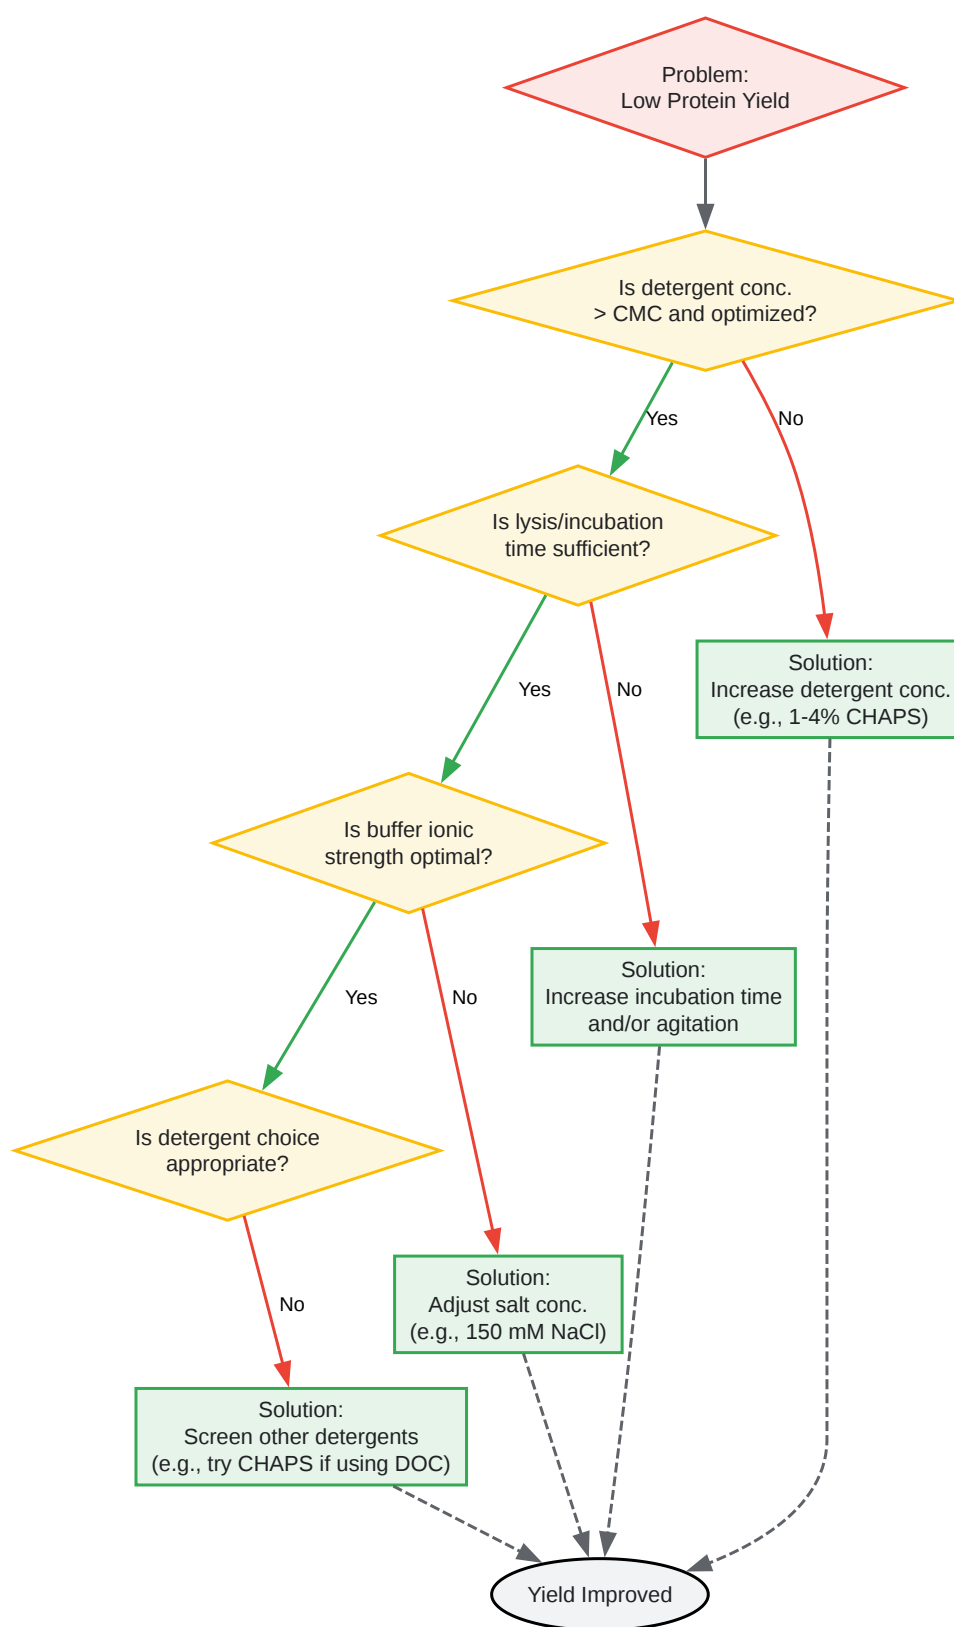 Problem:
Low Protein Yield
Is detergent conc.
> CMC and optimized?
Yes
No
Is lysis/incubation
time sufficient?
Solution:
Increase detergent conc.
(e.g., 1-4% CHAPS)
Yes
No
Is buffer ionic
strength optimal?
Solution:
Increase incubation time
and/or agitation
Yes
No
Is detergent choice
appropriate?
Solution:
Adjust salt conc.
(e.g., 150 mM NaCl)
No
Solution:
Screen other detergents
(e.g., try CHAPS if using DOC)
Yield Improved